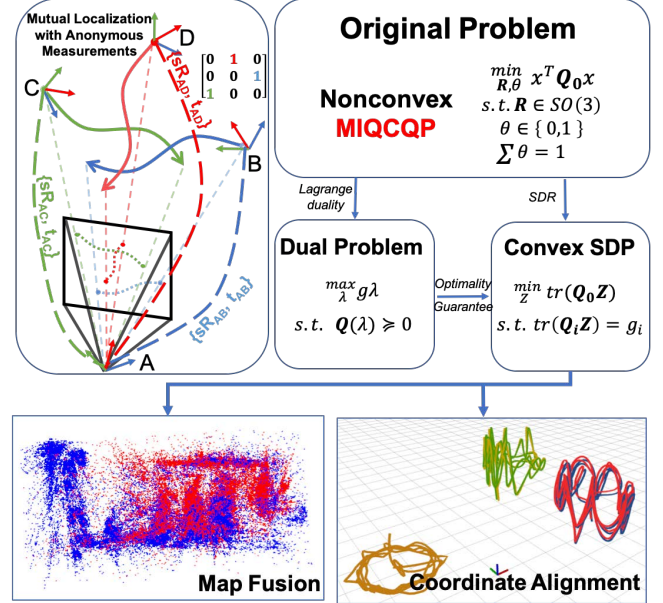 Mutual Localization
with Anonymous
Measurements
D
C
B
A
0 1 0
0 0 1
1 0 0
{sR_AD, t_AD}
{sR_AC, t_AC}
{sR_AB, t_AB}
Original Problem
Nonconvex
MIQCQP
min x^T Q_0 x
R,θ
s.t. R ∈ SO(3)
θ ∈ { 0,1 }
∑ θ = 1
Lagrange
duality
SDR
Dual Problem
max gλ
λ
s.t. Q(λ) ≽ 0
Optimality
Guarantee
Convex SDP
min tr(Q_0 Z)
Z
s.t. tr(Q_i Z) = g_i
Map Fusion
Coordinate Alignment